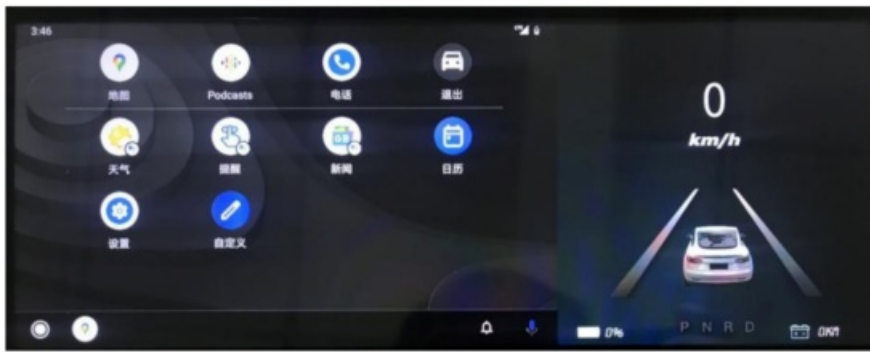 3:46
地图 Podcasts 电话 退出
天气 提醒 新闻 日历
设置 自定义
0
km/h
0% P N R D 0KM